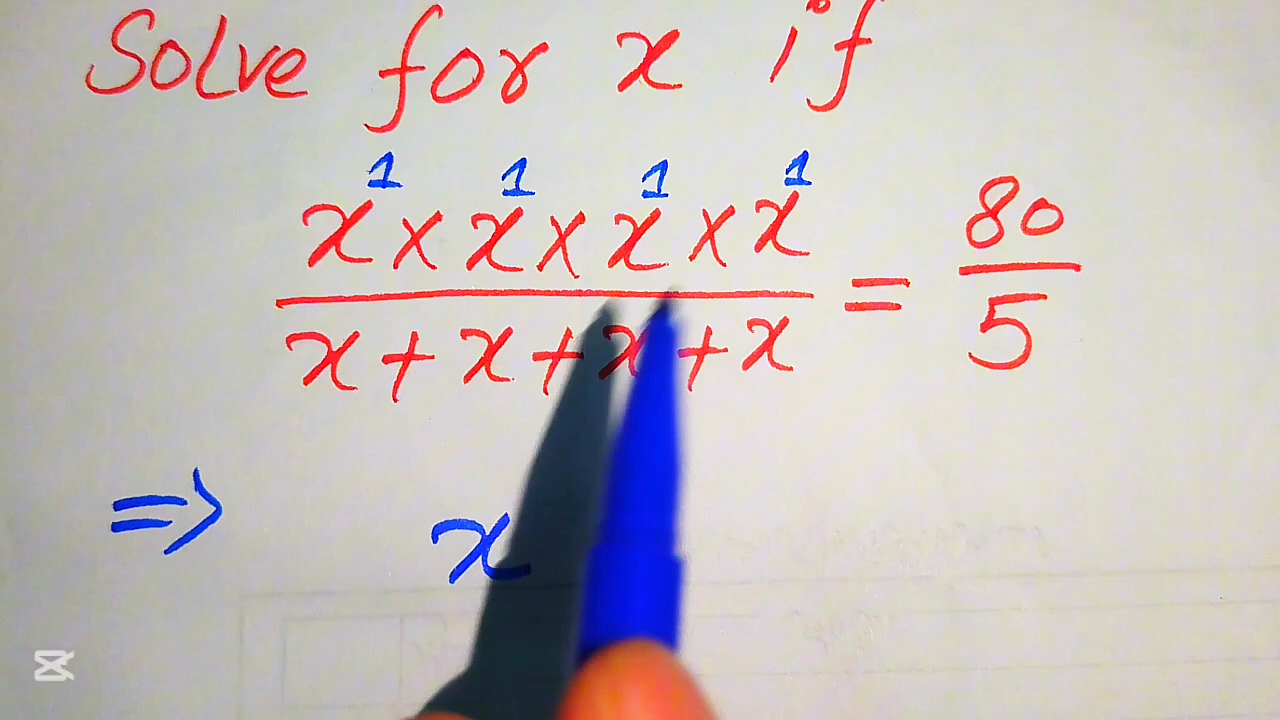 Solve for x if
1 1 1 1
x × x × x × x / x + x + x + x = 80 / 5
⇒ x